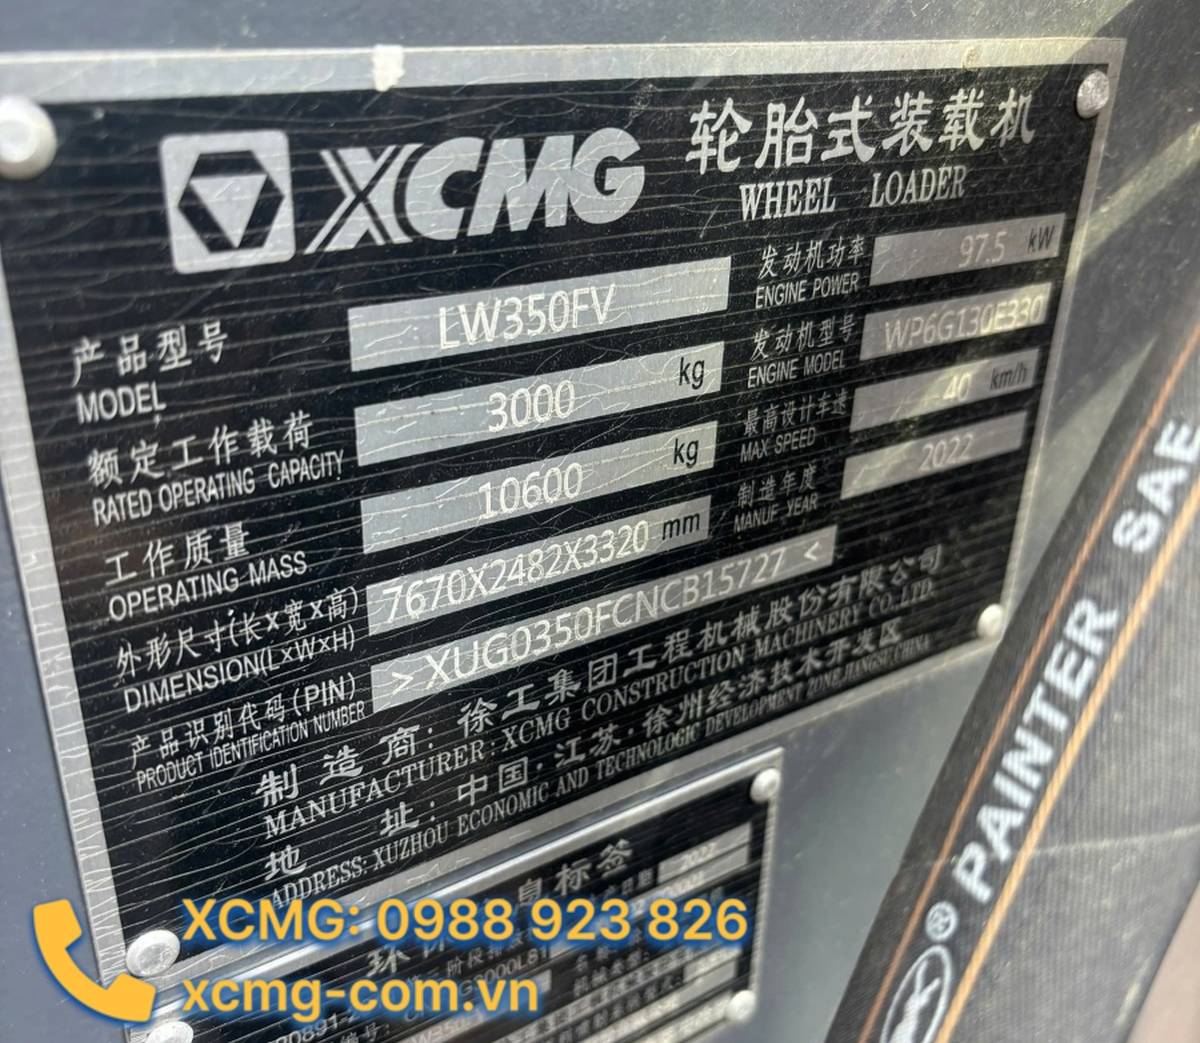 XCMG
轮胎式装载机
WHEEL LOADER
产品型号
MODEL
LW350FV
额定工作载荷
RATED OPERATING CAPACITY
3000 kg
工作质量
OPERATING MASS
10600 kg
外形尺寸(长X宽X高)
DIMENSION(L×W×H)
7670X2482X3320 mm
产品识别代码(PIN)
PRODUCT IDENTIFICATION NUMBER
> XUG0350FCNCB15727 <
发动机功率
ENGINE POWER
97.5 kW
发动机型号
ENGINE MODEL
WP6G130E330
最高设计车速
MAX SPEED
40 km/h
制造年度
MANUF. YEAR
2022
制造商: 徐工集团工程机械股份有限公司
MANUFACTURER: XCMG CONSTRUCTION MACHINERY CO.,LTD.
地址: 中国·江苏·徐州经济技术开发区
ADDRESS: XUZHOU ECONOMIC AND TECHNOLOGIC DEVELOPMENT ZONE,JIANGSU,CHINA
息标签
2022
XCMG: 0988 923 826
xcmg-com.vn
PAINTER SAE